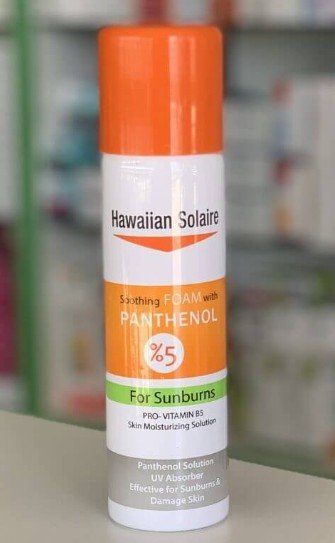 Hawaiian Solaire
Soothing FOAM with
PANTHENOL
%5
For Sunburns
PRO-VITAMIN B5
Skin Moisturizing Solution
Panthenol Solution
UV Absorber
Effective for Sunburns &
Damage Skin